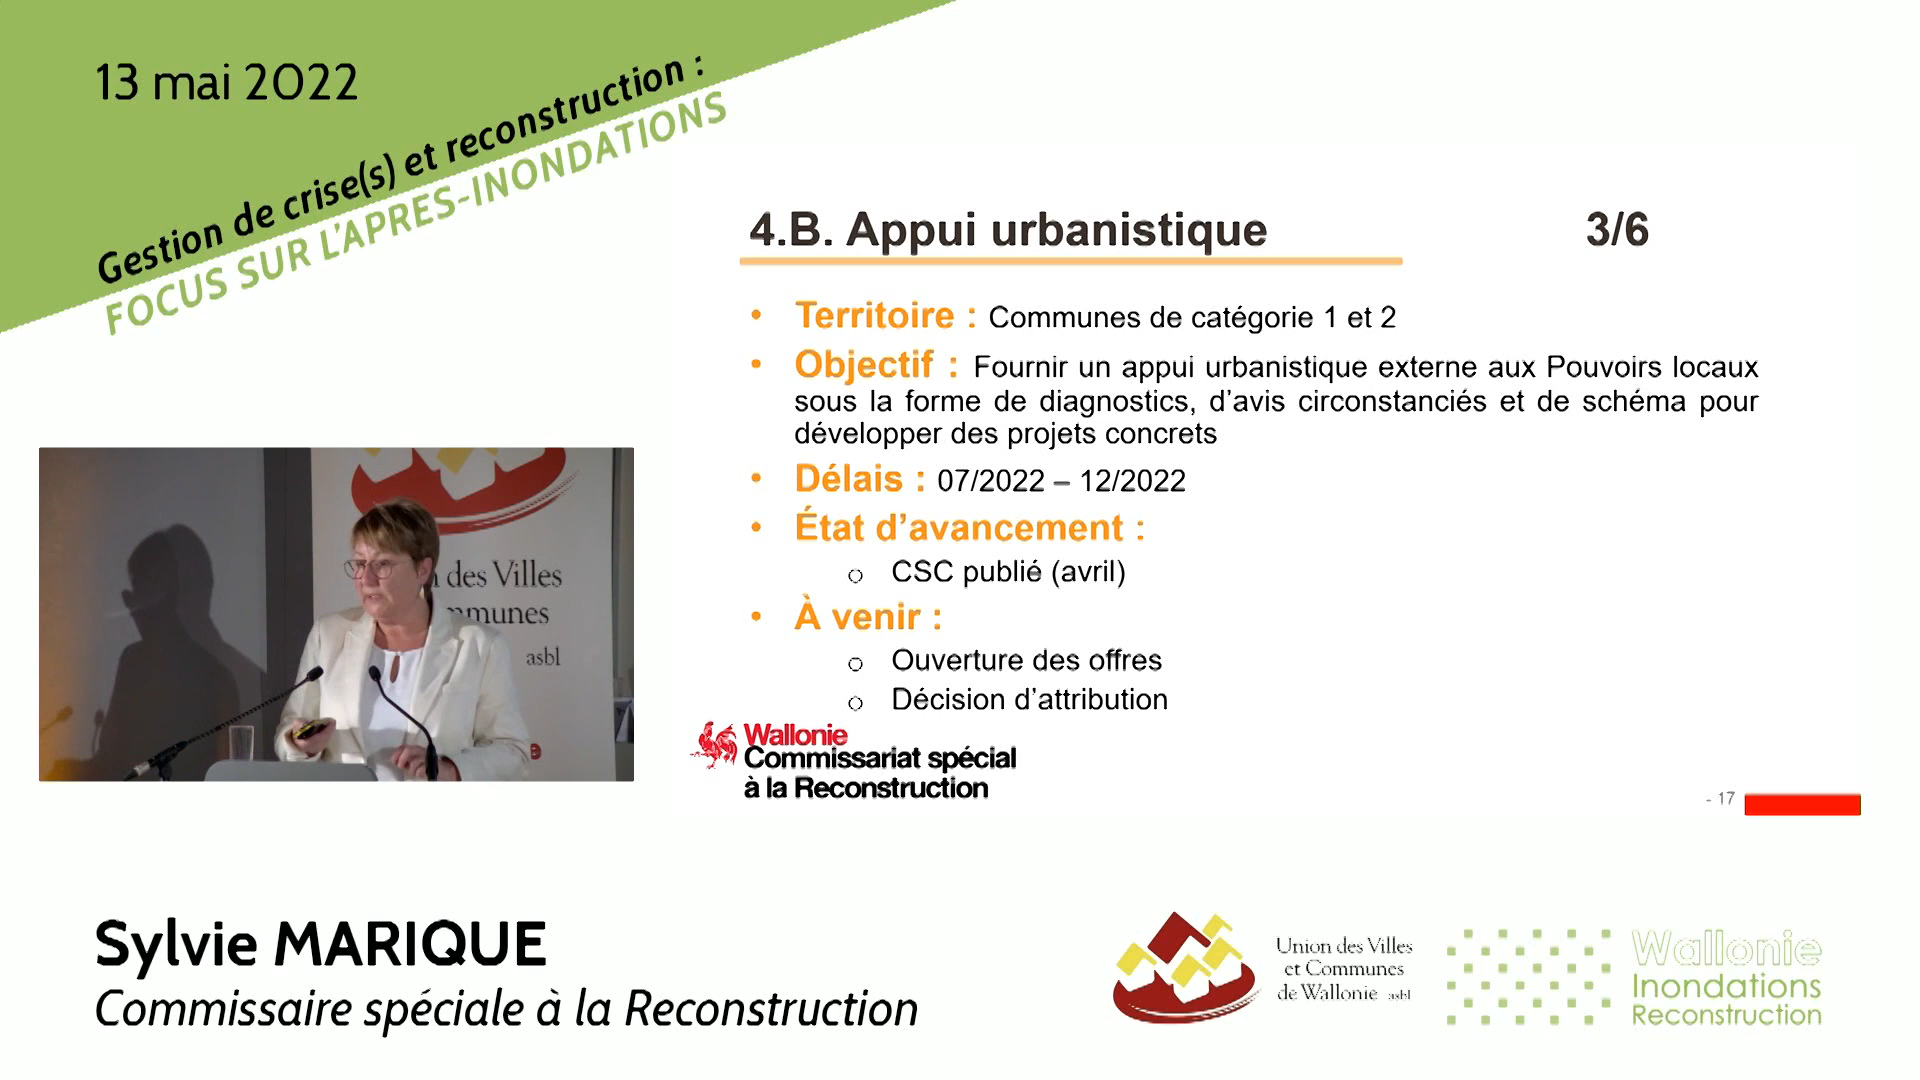 13 mai 2022
Gestion de crise(s) et reconstruction :
FOCUS SUR L'APRES-INONDATIONS
4.B. Appui urbanistique 3/6
• Territoire : Communes de catégorie 1 et 2
• Objectif : Fournir un appui urbanistique externe aux Pouvoirs locaux
sous la forme de diagnostics, d’avis circonstanciés et de schéma pour
développer des projets concrets
• Délais : 07/2022 – 12/2022
• État d’avancement :
o CSC publié (avril)
• À venir :
o Ouverture des offres
o Décision d’attribution
Wallonie
Commissariat spécial
à la Reconstruction
- 17
des Villes
asbl
Sylvie MARIQUE
Commissaire spéciale à la Reconstruction
Union des Villes
et Communes
de Wallonie asbl
Wallonie
Inondations
Reconstruction